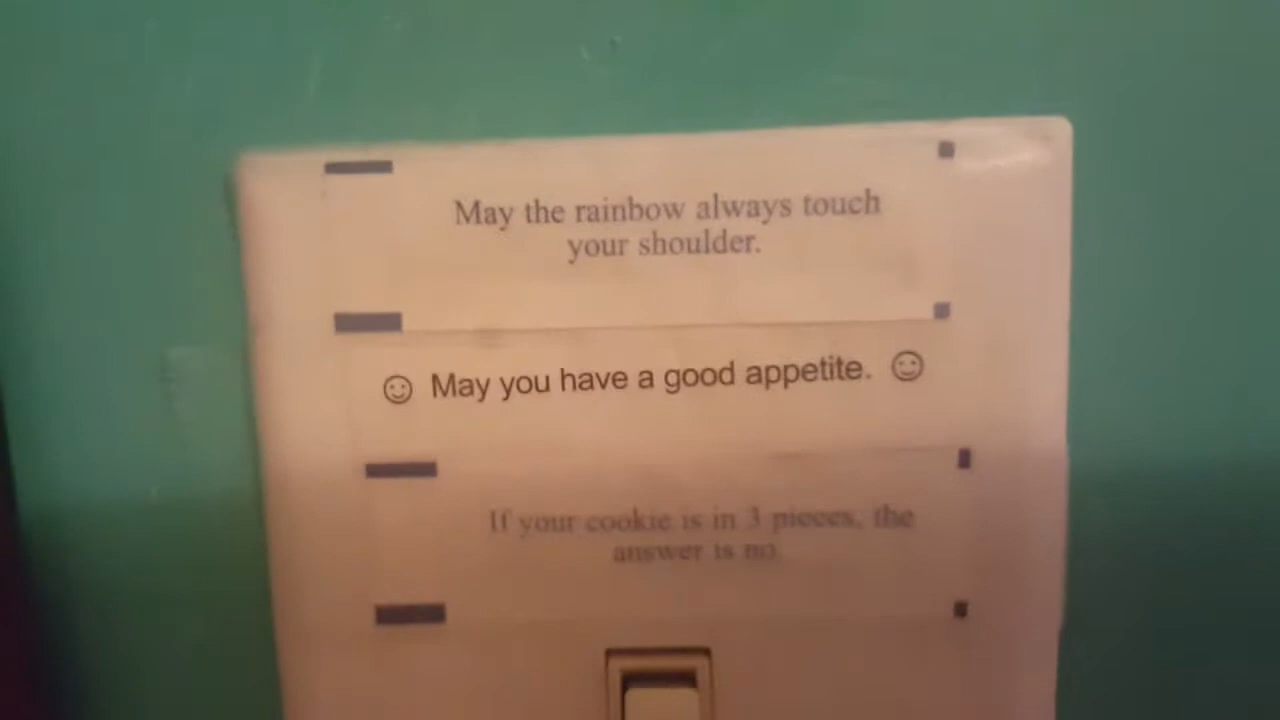 May the rainbow always touch
your shoulder.
☺ May you have a good appetite. ☺
If your cookie is in 3 pieces, the
answer is no.